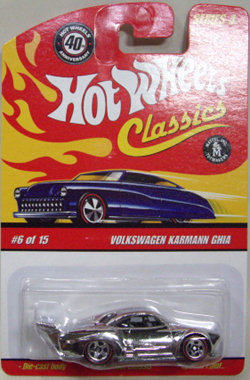 HOT WHEELS
40TH
ANNIVERSARY
SERIES 4
Hot Wheels
Classics
#6 of 15
VOLKSWAGEN KARMANN GHIA
Die-cast body